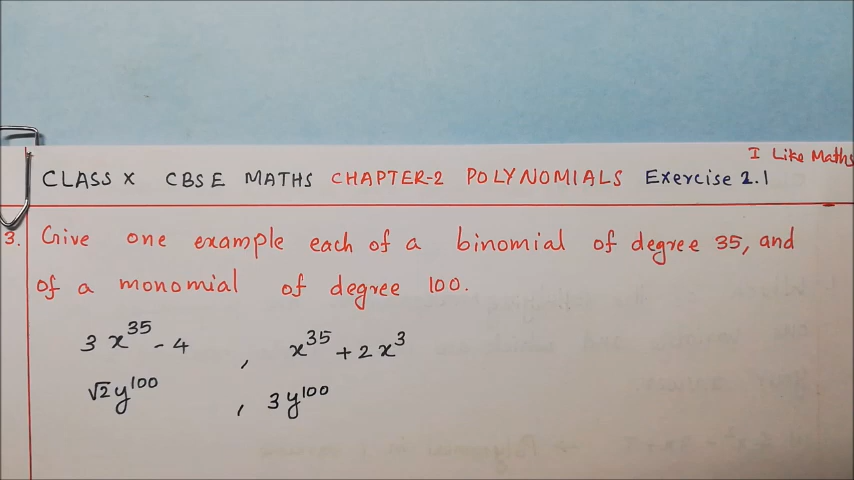 I Like Maths
CLASS X CBSE MATHS CHAPTER-2 POLYNOMIALS Exercise 2.1
3. Give one example each of a binomial of degree 35, and
of a monomial of degree 100.
3x³⁵ - 4 , x³⁵ + 2x³
√2y¹⁰⁰ , 3y¹⁰⁰